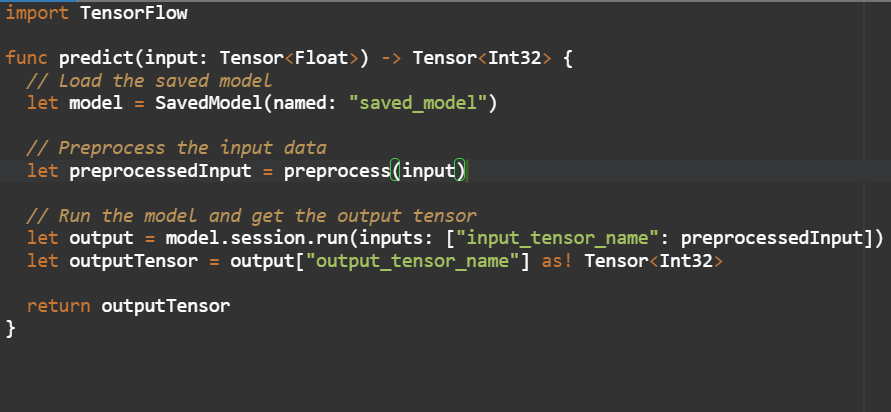 import TensorFlow
func predict(input: Tensor<Float>) -> Tensor<Int32> {
// Load the saved model
let model = SavedModel(named: "saved_model")
// Preprocess the input data
let preprocessedInput = preprocess(input)
// Run the model and get the output tensor
let output = model.session.run(inputs: ["input_tensor_name": preprocessedInput])
let outputTensor = output["output_tensor_name"] as! Tensor<Int32>
return outputTensor
}